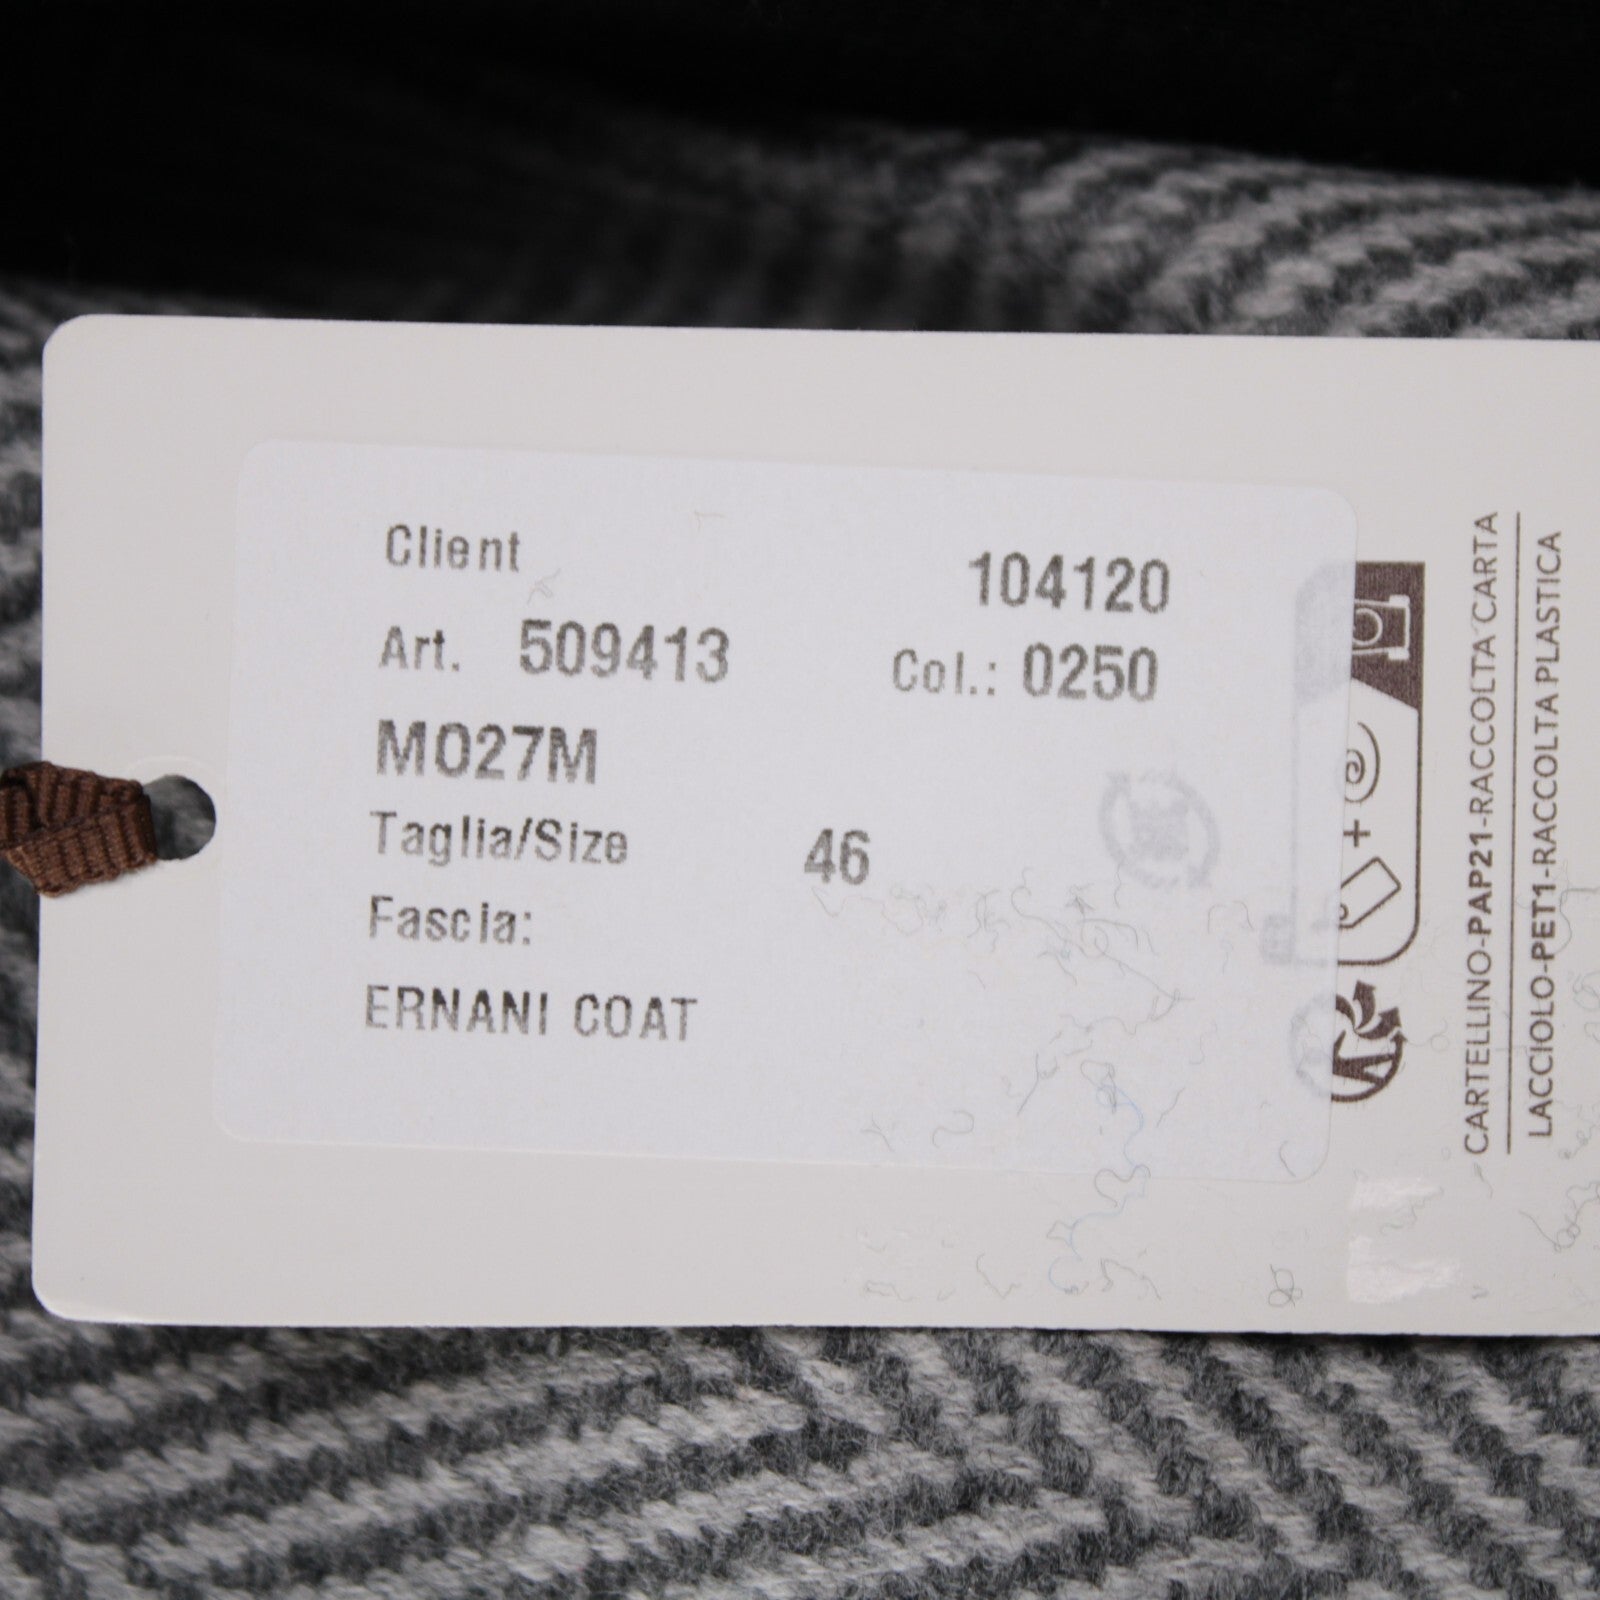 Client 104120
Art. 509413 Col.: 0250
MO27M
Taglia/Size 46
Fascia:
ERNANI COAT
CARTELLINO-PAP21-RACCOLTA CARTA
LACCIOLO-PET1-RACCOLTA PLASTICA